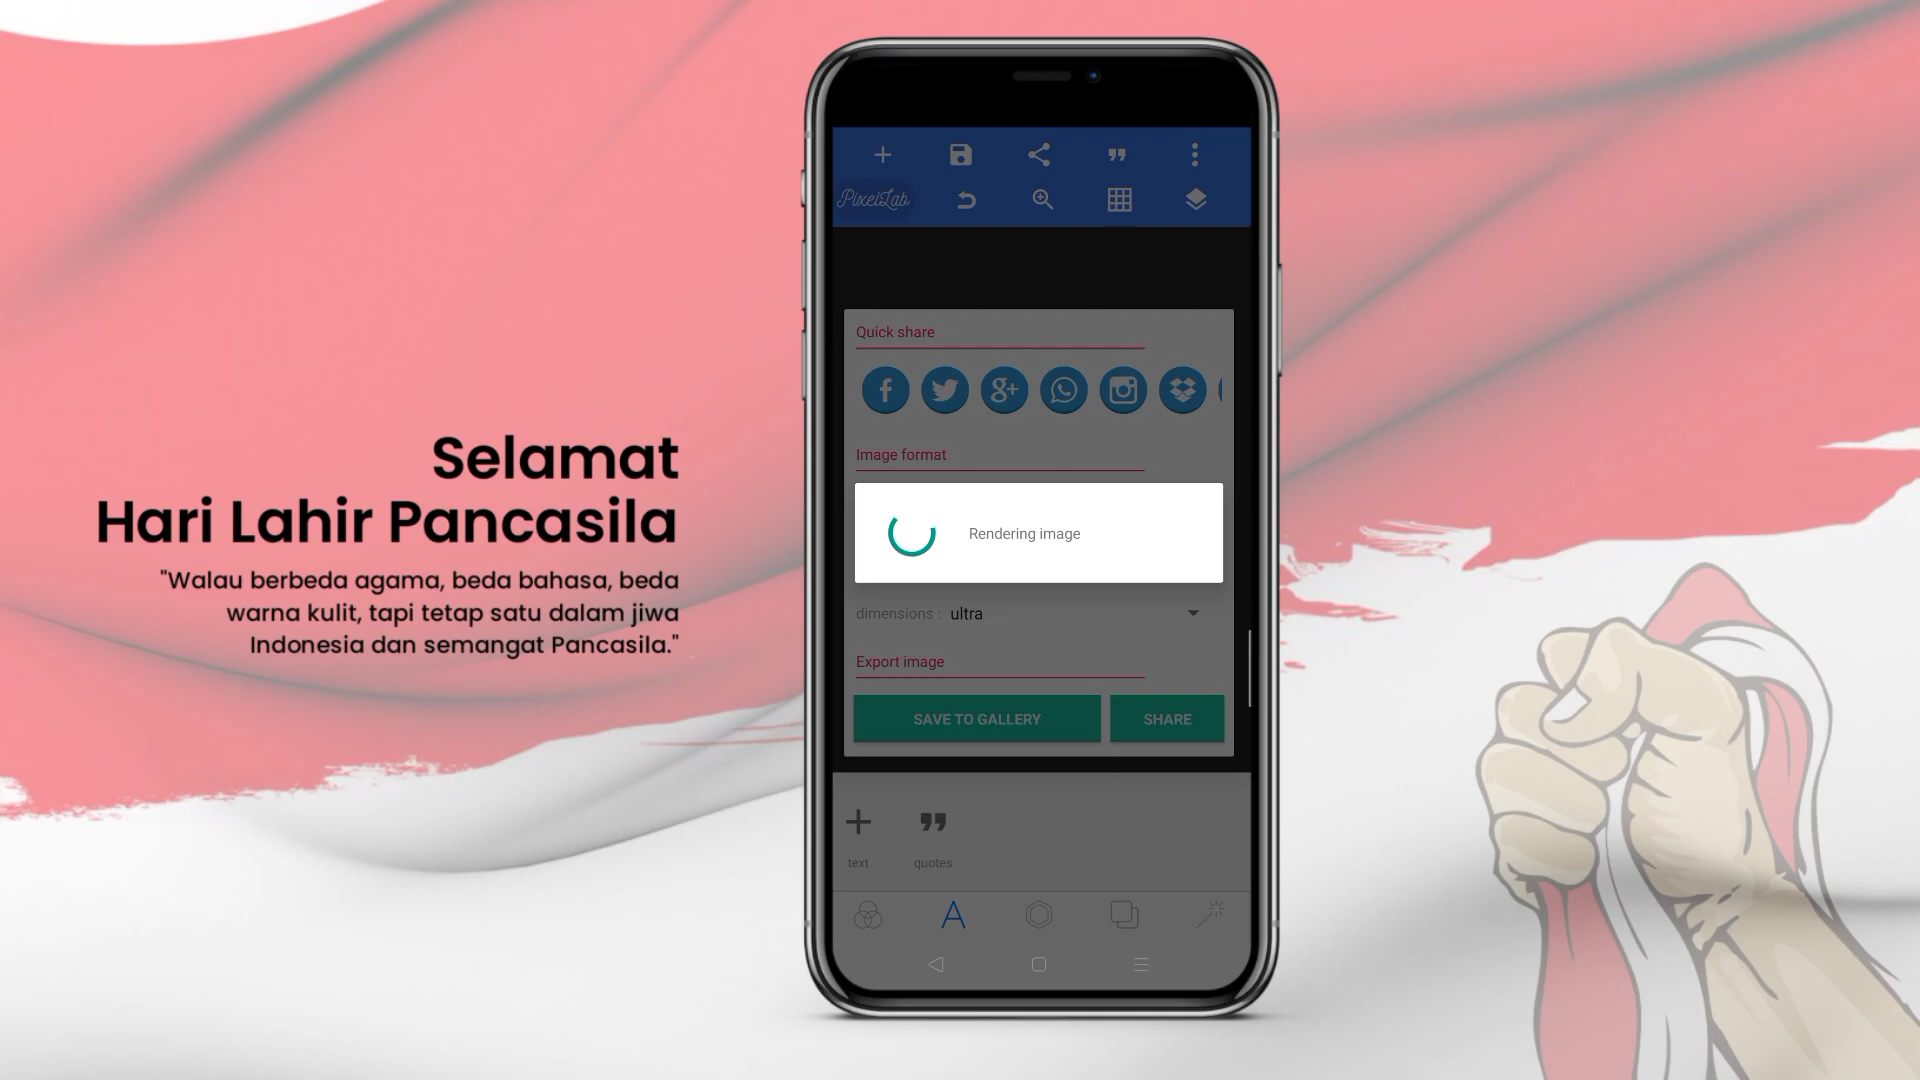 Selamat
Hari Lahir Pancasila
"Walau berbeda agama, beda bahasa, beda
warna kulit, tapi tetap satu dalam jiwa
Indonesia dan semangat Pancasila."
PixelLab
Quick share
Image format
Rendering image
dimensions : ultra
Export image
SAVE TO GALLERY SHARE
text quotes